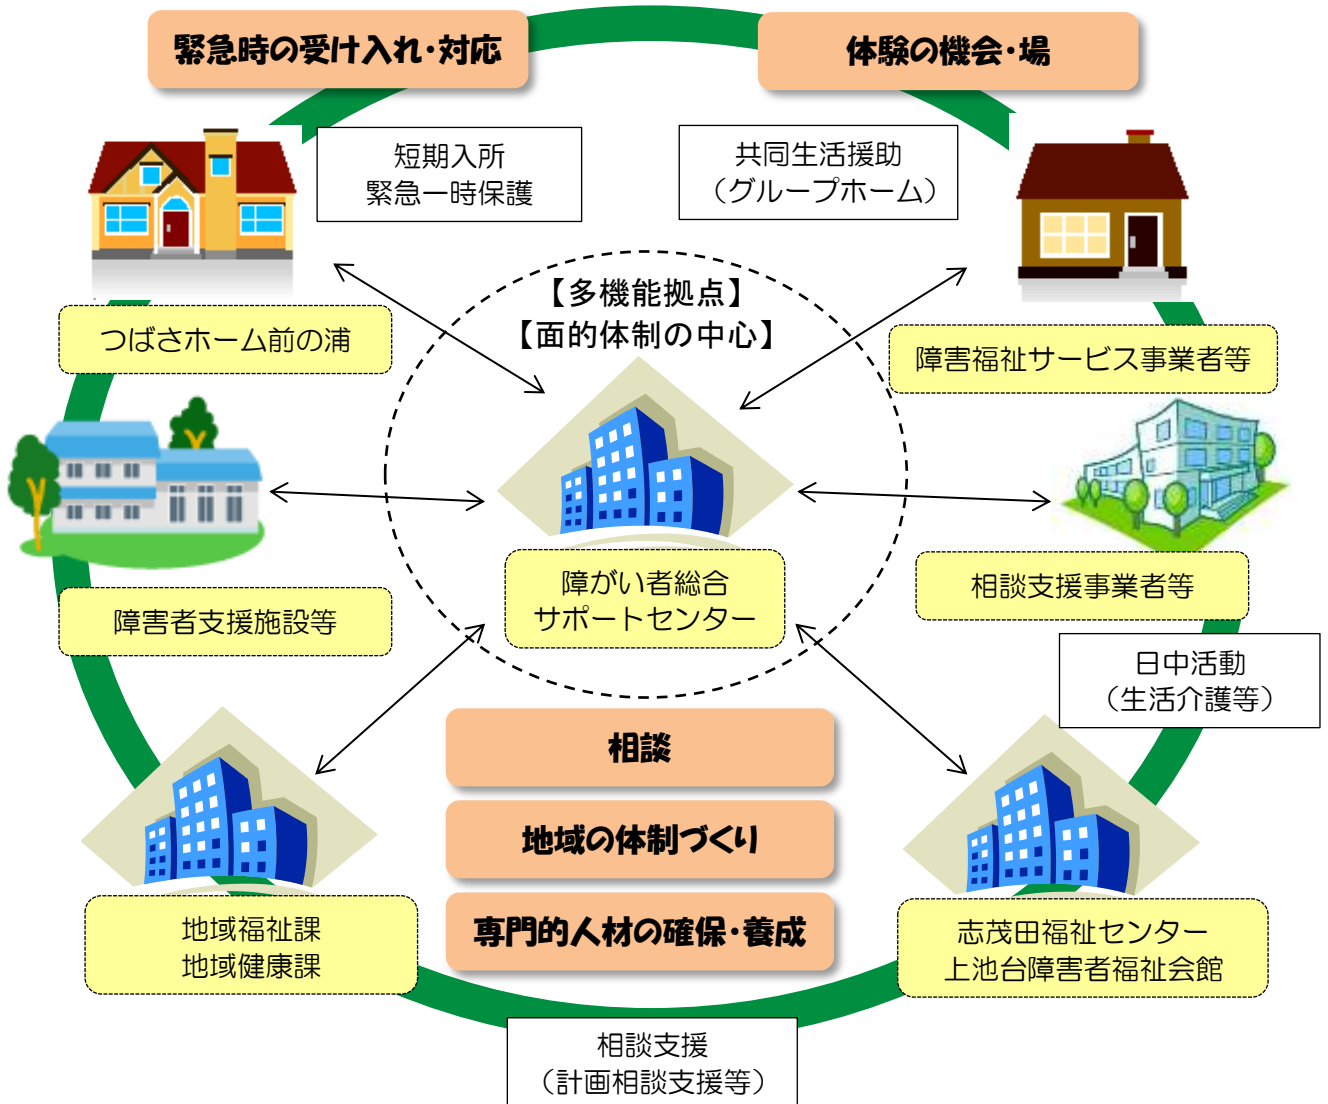 緊急時の受け入れ・対応
体験の機会・場
短期入所
緊急一時保護
共同生活援助
（グループホーム）
【多機能拠点】
【面的体制の中心】
つばさホーム前の浦
障害福祉サービス事業者等
障がい者総合
サポートセンター
障害者支援施設等
相談支援事業者等
日中活動
（生活介護等）
相談
地域の体制づくり
専門的人材の確保・養成
地域福祉課
地域健康課
志茂田福祉センター
上池台障害者福祉会館
相談支援
（計画相談支援等）